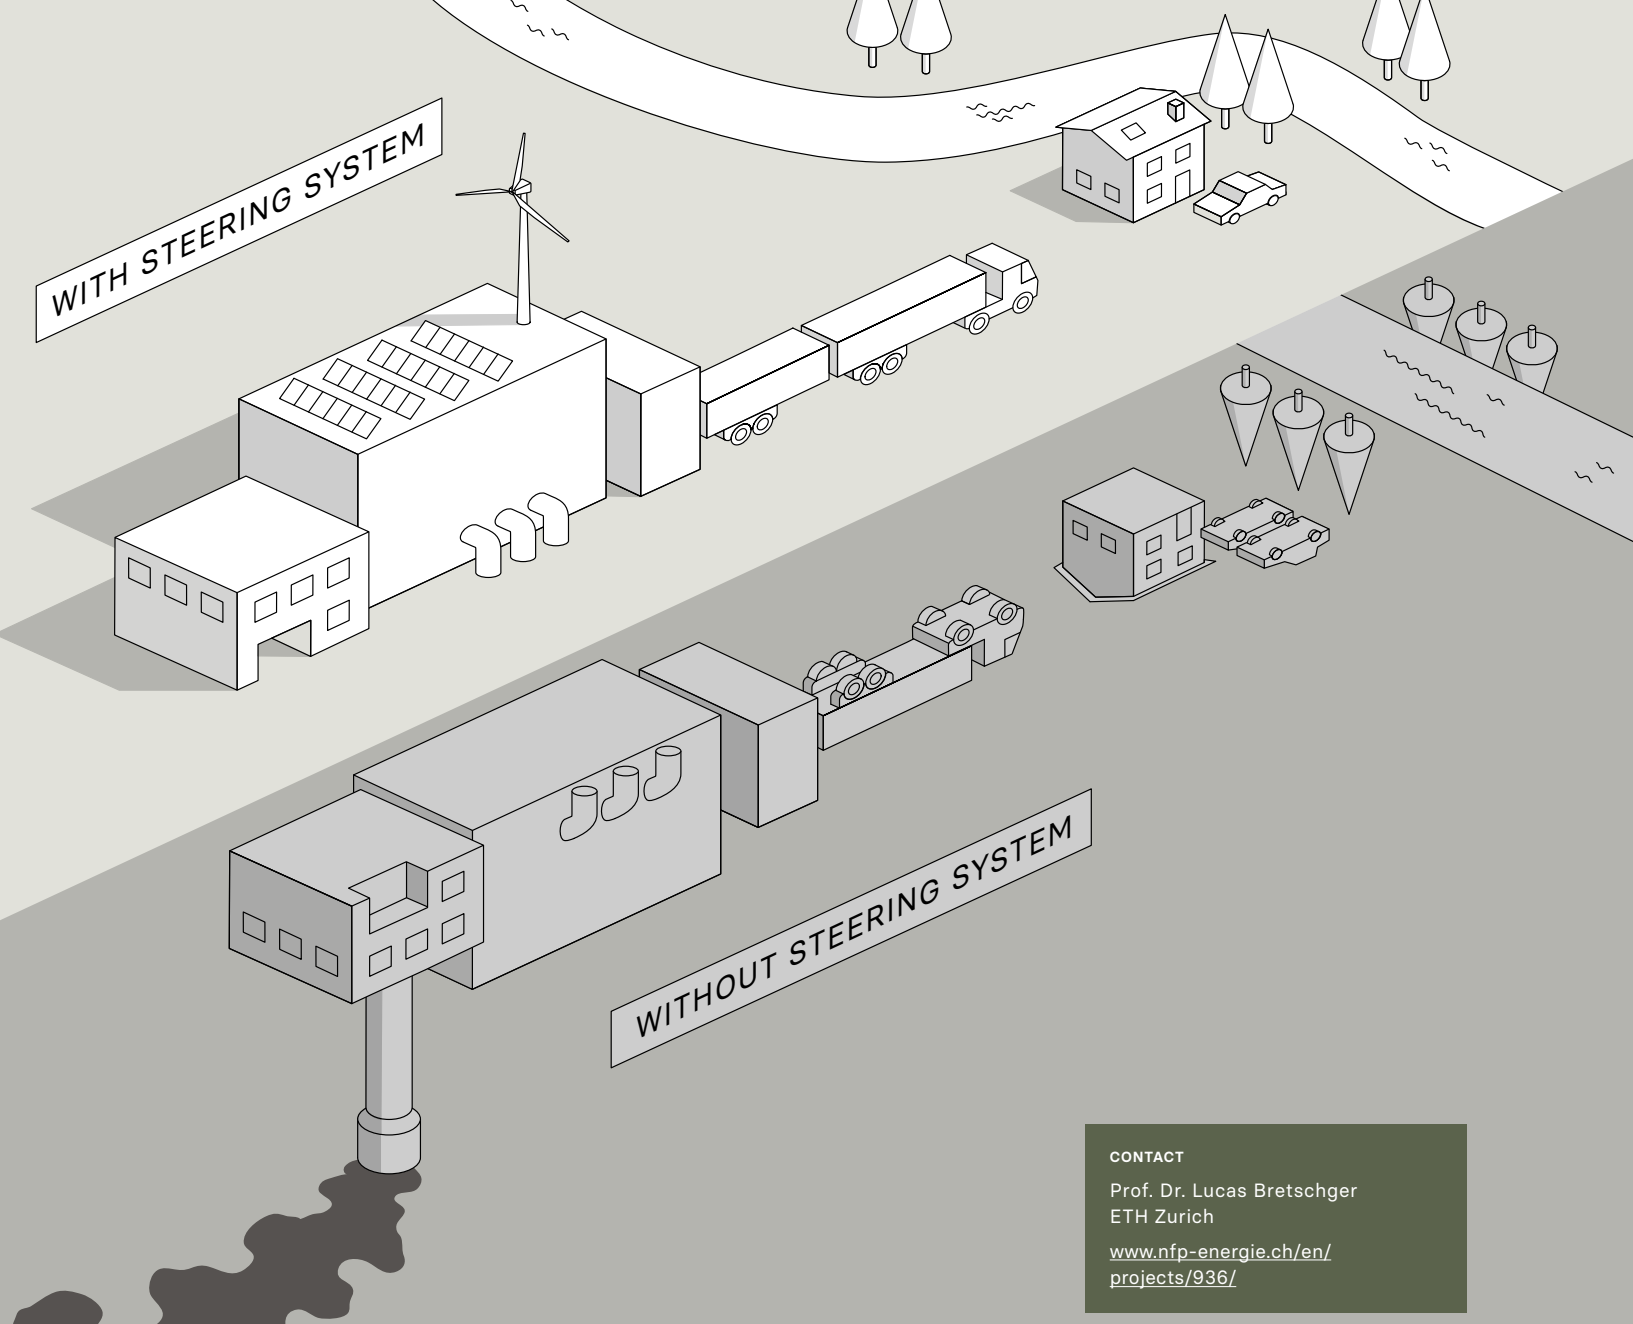 WITH STEERING SYSTEM
WITHOUT STEERING SYSTEM
CONTACT
Prof. Dr. Lucas Bretschger
ETH Zurich
www.nfp-energie.ch/en/
projects/936/